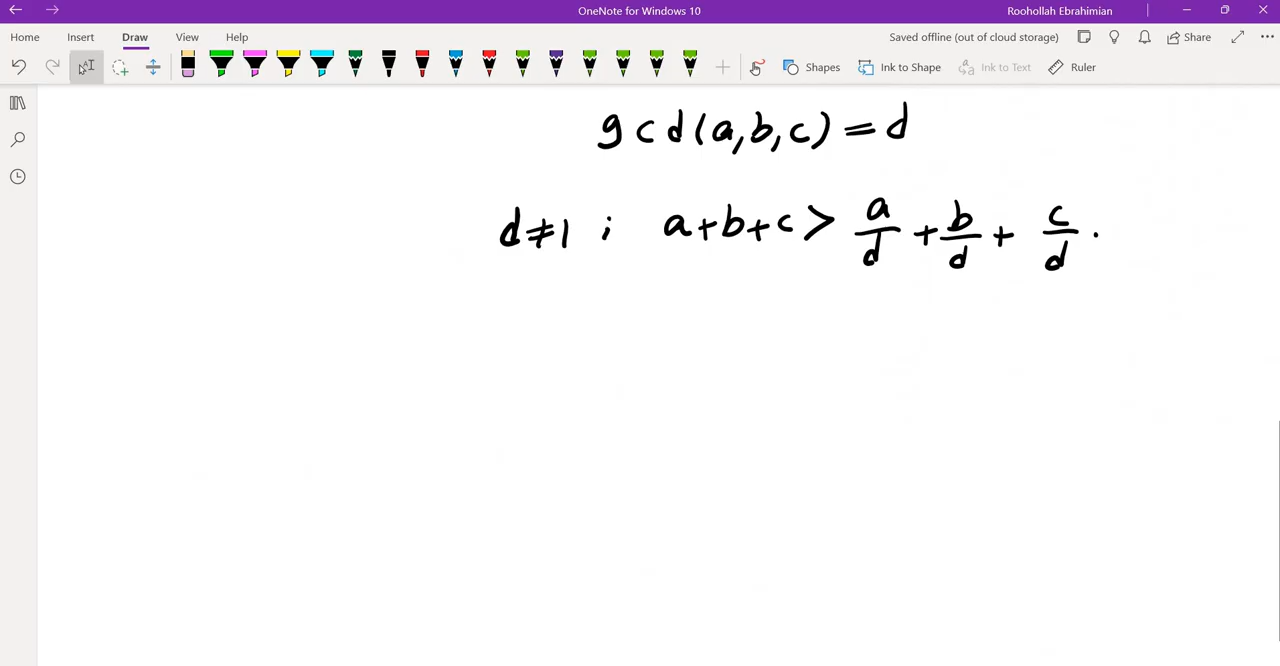 OneNote for Windows 10
Roohollah Ebrahimian
Home Insert Draw View Help
Saved offline (out of cloud storage) Share
Shapes Ink to Shape Ink to Text Ruler
gcd(a,b,c)=d
d≠1 ; a+b+c > a/d + b/d + c/d .